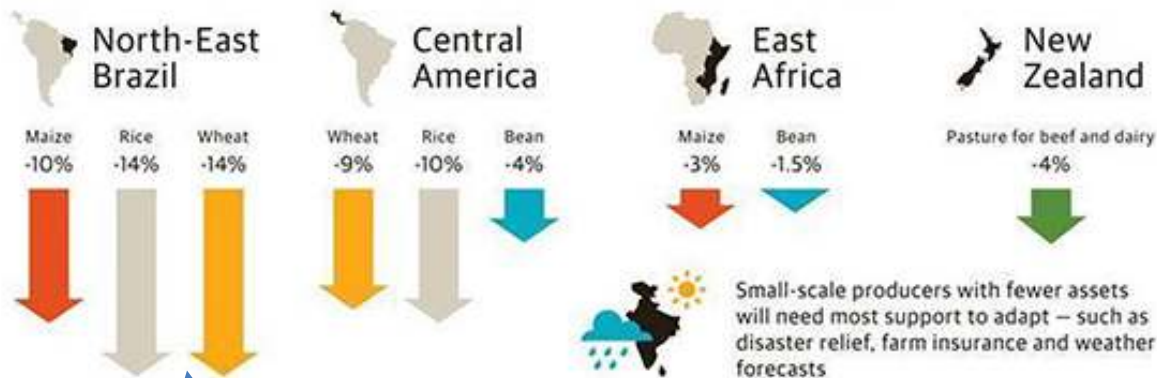 North-East
Brazil
Central
America
East
Africa
New
Zealand
Maize Rice Wheat
-10% -14% -14%
Wheat Rice Bean
-9% -10% -4%
Maize Bean
-3% -1.5%
Pasture for beef and dairy
-4%
Small-scale producers with fewer assets
will need most support to adapt — such as
disaster relief, farm insurance and weather
forecasts